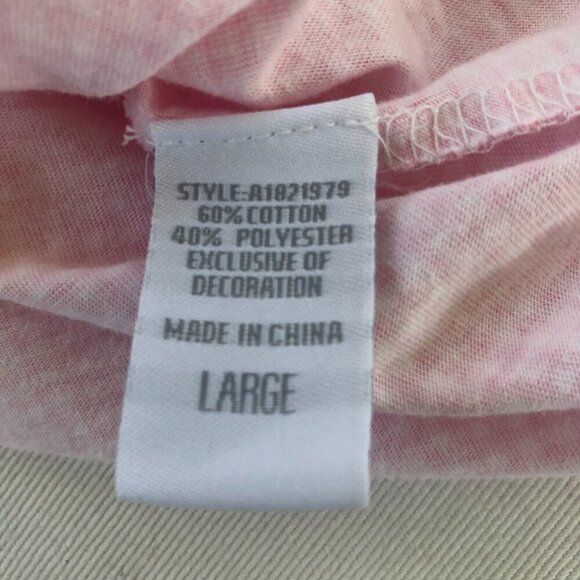 STYLE:A1821979
60% COTTON
40% POLYESTER
EXCLUSIVE OF
DECORATION
MADE IN CHINA
LARGE